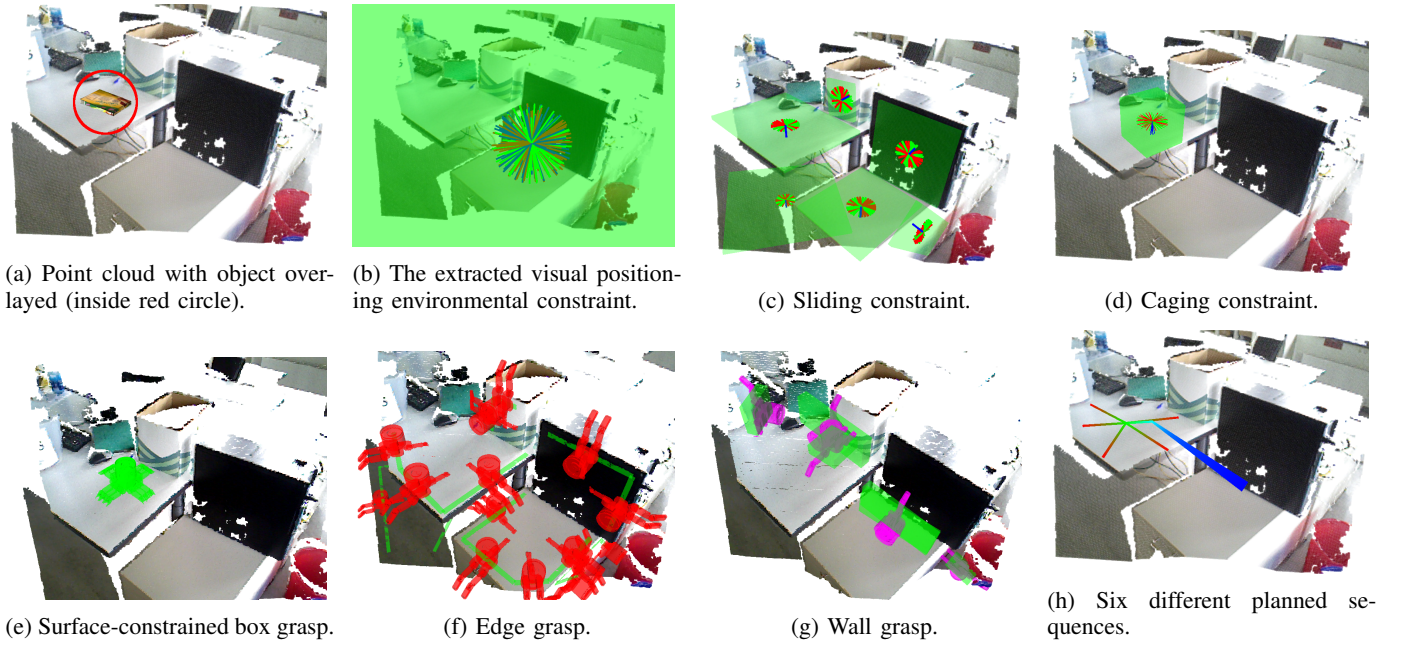 (a) Point cloud with object over-
layed (inside red circle).
(b) The extracted visual position-
ing environmental constraint.
(c) Sliding constraint.
(d) Caging constraint.
(e) Surface-constrained box grasp.
(f) Edge grasp.
(g) Wall grasp.
(h) Six different planned se-
quences.